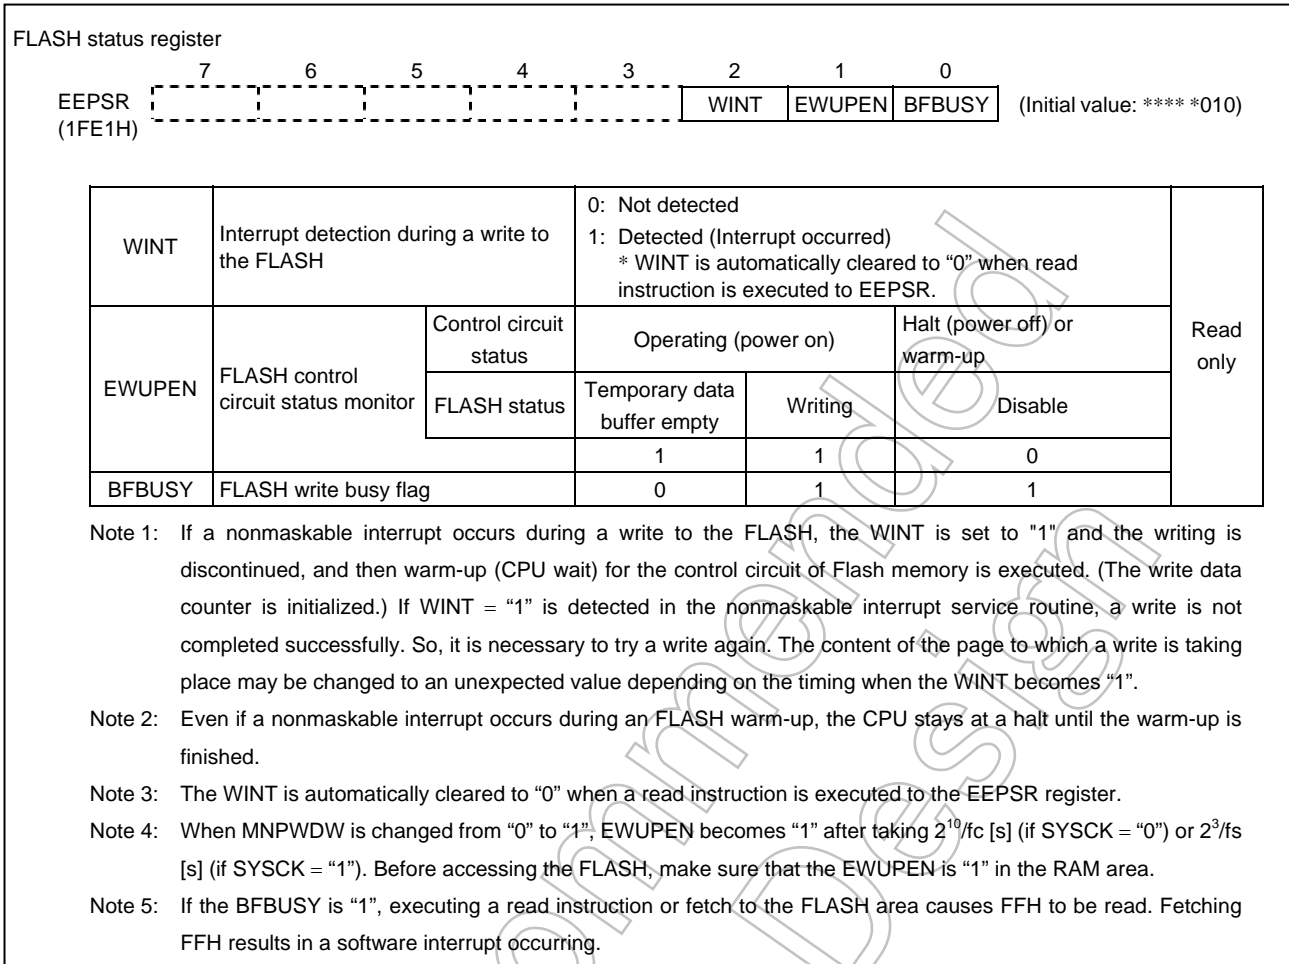 FLASH status register
7 6 5 4 3 2 1 0
EEPSR WINT EWUPEN BFBUSY (Initial value: **** *010)
(1FE1H)
WINT
Interrupt detection during a write to
the FLASH
0: Not detected
1: Detected (Interrupt occurred)
* WINT is automatically cleared to “0” when read
instruction is executed to EEPSR.
Read
only
EWUPEN
FLASH control
circuit status monitor
Control circuit
status
Operating (power on)
Halt (power off) or
warm-up
FLASH status
Temporary data
buffer empty
Writing
Disable
1 1 0
BFBUSY FLASH write busy flag 0 1 1
Note 1: If a nonmaskable interrupt occurs during a write to the FLASH, the WINT is set to "1" and the writing is
discontinued, and then warm-up (CPU wait) for the control circuit of Flash memory is executed. (The write data
counter is initialized.) If WINT = “1” is detected in the nonmaskable interrupt service routine, a write is not
completed successfully. So, it is necessary to try a write again. The content of the page to which a write is taking
place may be changed to an unexpected value depending on the timing when the WINT becomes “1”.
Note 2: Even if a nonmaskable interrupt occurs during an FLASH warm-up, the CPU stays at a halt until the warm-up is
finished.
Note 3: The WINT is automatically cleared to “0” when a read instruction is executed to the EEPSR register.
Note 4: When MNPWDW is changed from “0” to “1”, EWUPEN becomes “1” after taking 2¹⁰/fc [s] (if SYSCK = “0”) or 2³/fs
[s] (if SYSCK = “1”). Before accessing the FLASH, make sure that the EWUPEN is “1” in the RAM area.
Note 5: If the BFBUSY is “1”, executing a read instruction or fetch to the FLASH area causes FFH to be read. Fetching
FFH results in a software interrupt occurring.
ommended
Design